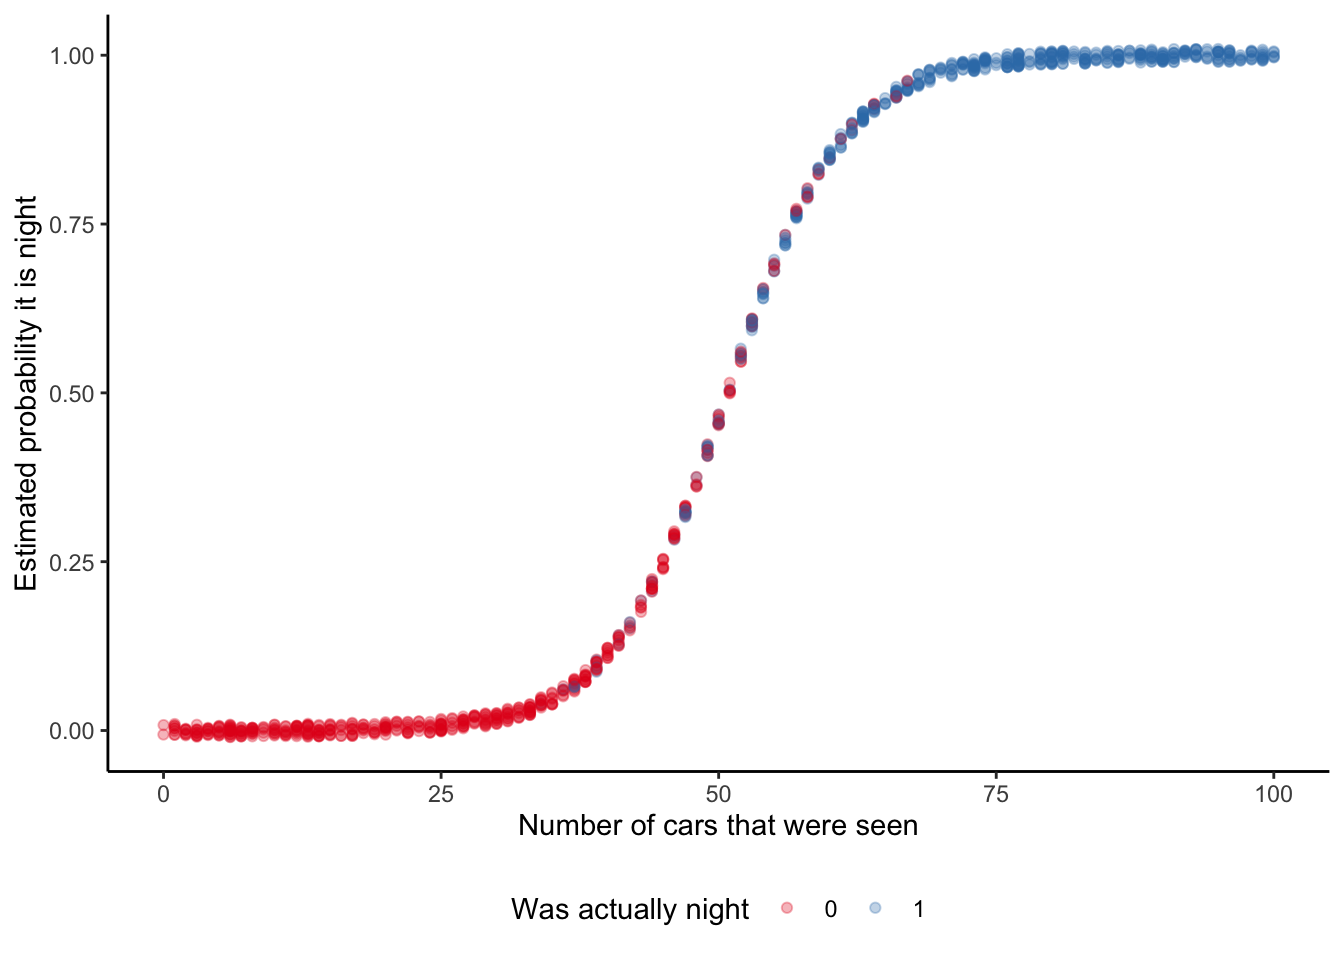 Estimated probability it is night
1.00
0.75
0.50
0.25
0.00
0 25 50 75 100
Number of cars that were seen
Was actually night 0 1